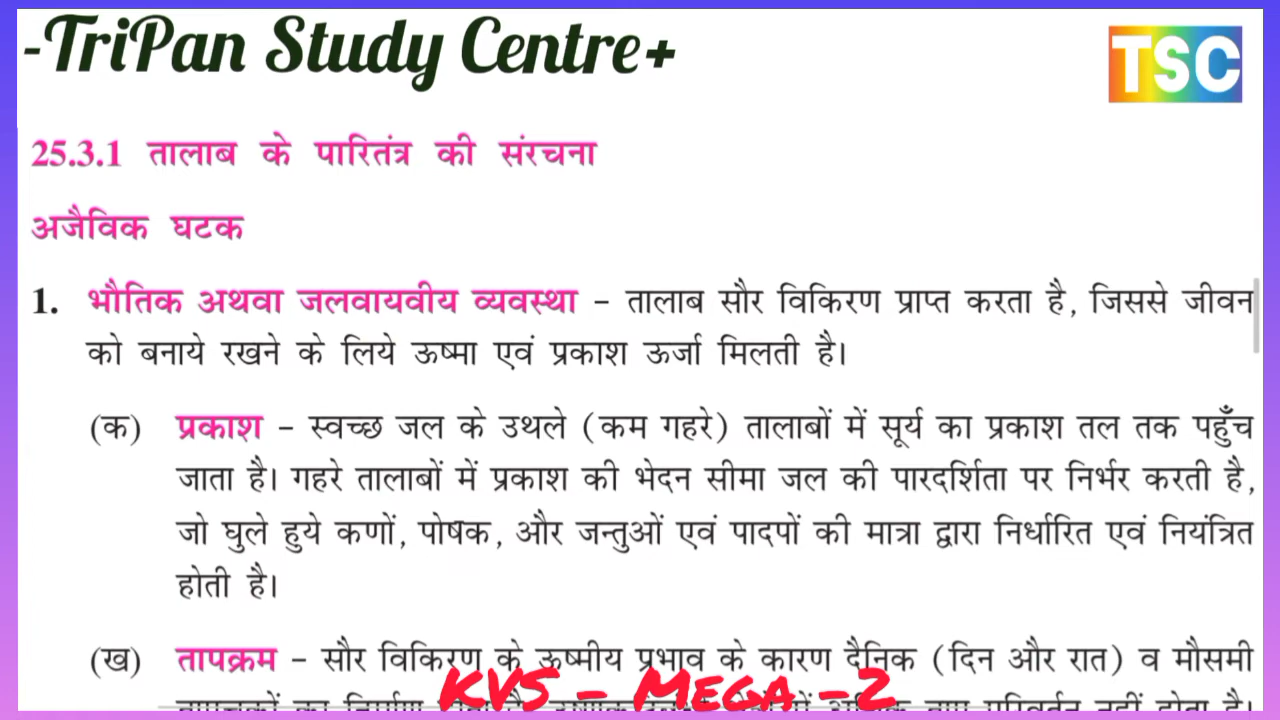 -TriPan Study Centre+
TSC
25.3.1 तालाब के पारितंत्र की संरचना
अजैविक घटक
1. भौतिक अथवा जलवायवीय व्यवस्था – तालाब सौर विकिरण प्राप्त करता है, जिससे जीवन
को बनाये रखने के लिये ऊष्मा एवं प्रकाश ऊर्जा मिलती है।
(क) प्रकाश – स्वच्छ जल के उथले (कम गहरे) तालाबों में सूर्य का प्रकाश तल तक पहुँच
जाता है। गहरे तालाबों में प्रकाश की भेदन सीमा जल की पारदर्शिता पर निर्भर करती है,
जो घुले हुये कणों, पोषक, और जन्तुओं एवं पादपों की मात्रा द्वारा निर्धारित एवं नियंत्रित
होती है।
(ख) तापक्रम – सौर विकिरण के ऊष्मीय प्रभाव के कारण दैनिक (दिन और रात) व मौसमी
KVS - Mega -2